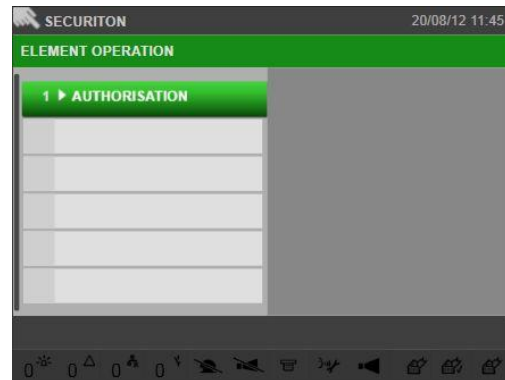 SECURITON 20/08/12 11:45
ELEMENT OPERATION
1 AUTHORISATION
0 0 0 0